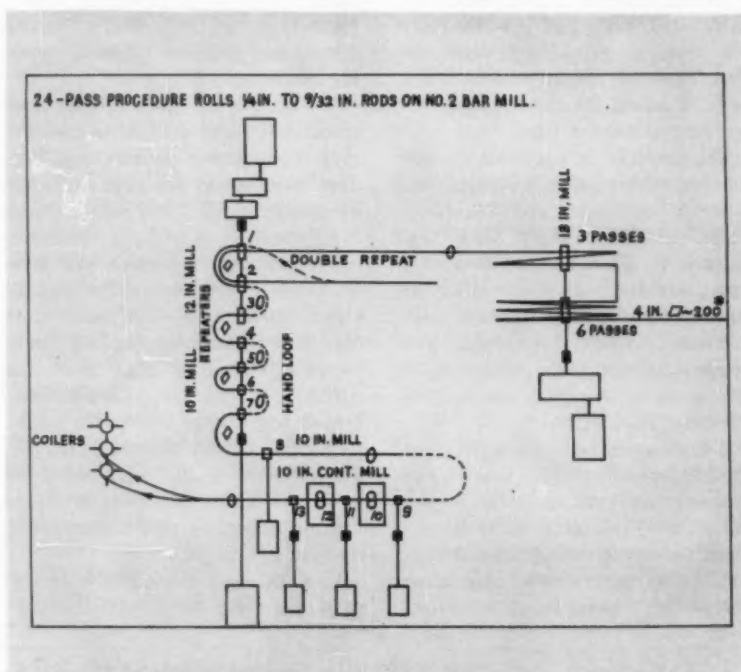 24-PASS PROCEDURE ROLLS 1/4 IN. TO 9/32 IN. RODS ON NO. 2 BAR MILL.
18 IN. MILL
3 PASSES
1
DOUBLE REPEAT
2
12 IN. MILL
REPEATERS
3
4 IN. □-200#
6 PASSES
4
5
HAND LOOP
10 IN. MILL
6
7
COILERS
8
10 IN. MILL
10 IN. CONT. MILL
13
12
11
10
9